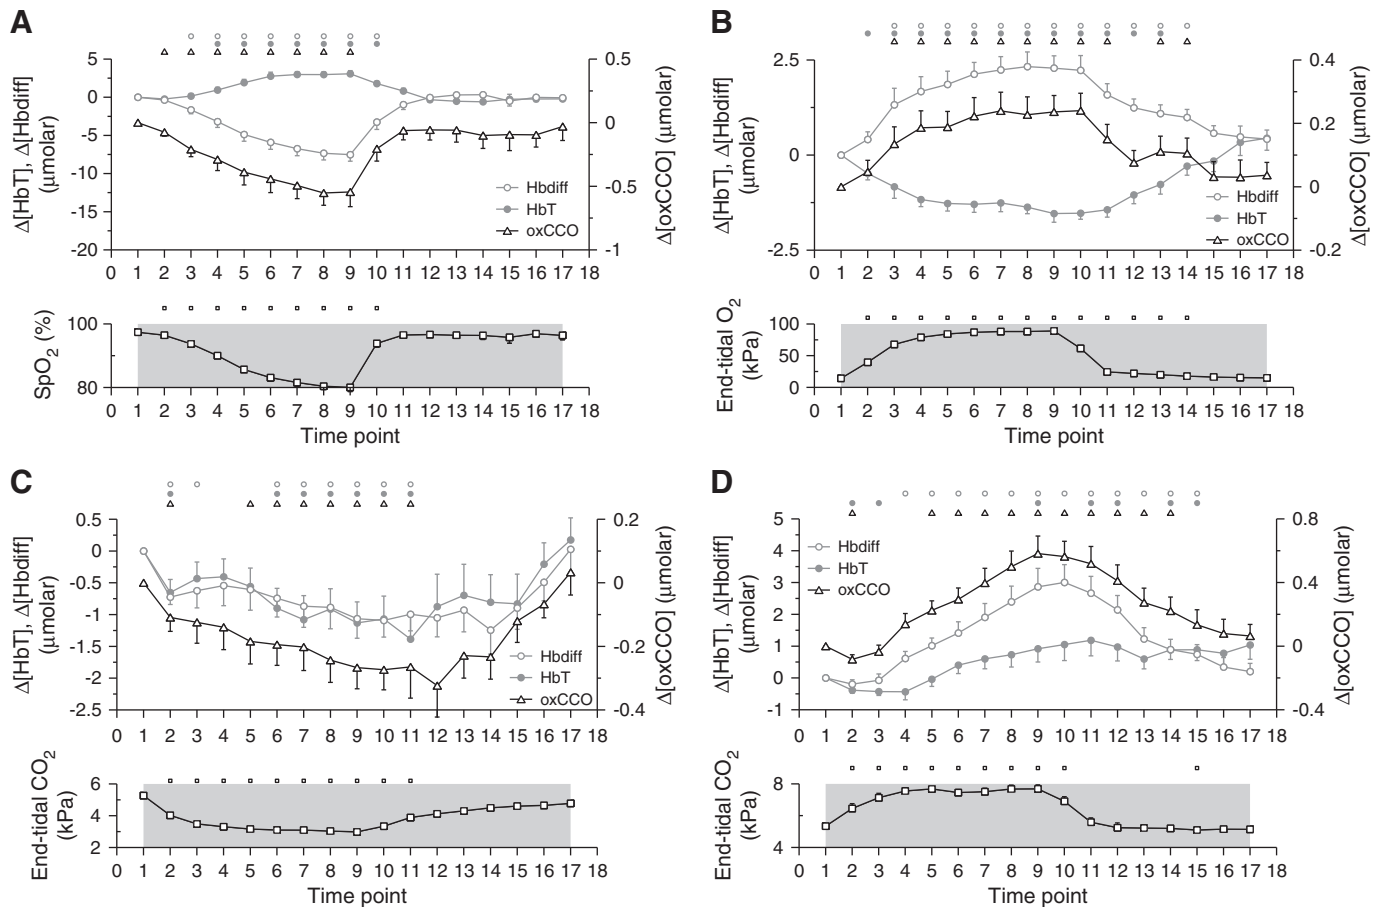 A
Δ[HbT], Δ[Hbdiff]
(μmolar)
5
0
-5
-10
-15
-20
0.5
0
-0.5
-1
Δ[oxCCO] (μmolar)
Hbdiff
HbT
oxCCO
0 1 2 3 4 5 6 7 8 9 10 11 12 13 14 15 16 17 18
SpO2 (%)
100
80
0 1 2 3 4 5 6 7 8 9 10 11 12 13 14 15 16 17 18
Time point
B
Δ[HbT], Δ[Hbdiff]
(μmolar)
2.5
0
-2.5
0.4
0.2
0
-0.2
Δ[oxCCO] (μmolar)
Hbdiff
HbT
oxCCO
0 1 2 3 4 5 6 7 8 9 10 11 12 13 14 15 16 17 18
End-tidal O2
(kPa)
100
50
0
0 1 2 3 4 5 6 7 8 9 10 11 12 13 14 15 16 17 18
Time point
C
Δ[HbT], Δ[Hbdiff]
(μmolar)
0.5
0
-0.5
-1
-1.5
-2
-2.5
0.2
0
-0.2
-0.4
Δ[oxCCO] (μmolar)
Hbdiff
HbT
oxCCO
0 1 2 3 4 5 6 7 8 9 10 11 12 13 14 15 16 17 18
End-tidal CO2
(kPa)
6
4
2
0 1 2 3 4 5 6 7 8 9 10 11 12 13 14 15 16 17 18
Time point
D
Δ[HbT], Δ[Hbdiff]
(μmolar)
5
4
3
2
1
0
-1
0.8
0.4
0
-0.4
Δ[oxCCO] (μmolar)
Hbdiff
HbT
oxCCO
0 1 2 3 4 5 6 7 8 9 10 11 12 13 14 15 16 17 18
End-tidal CO2
(kPa)
8
4
0 1 2 3 4 5 6 7 8 9 10 11 12 13 14 15 16 17 18
Time point